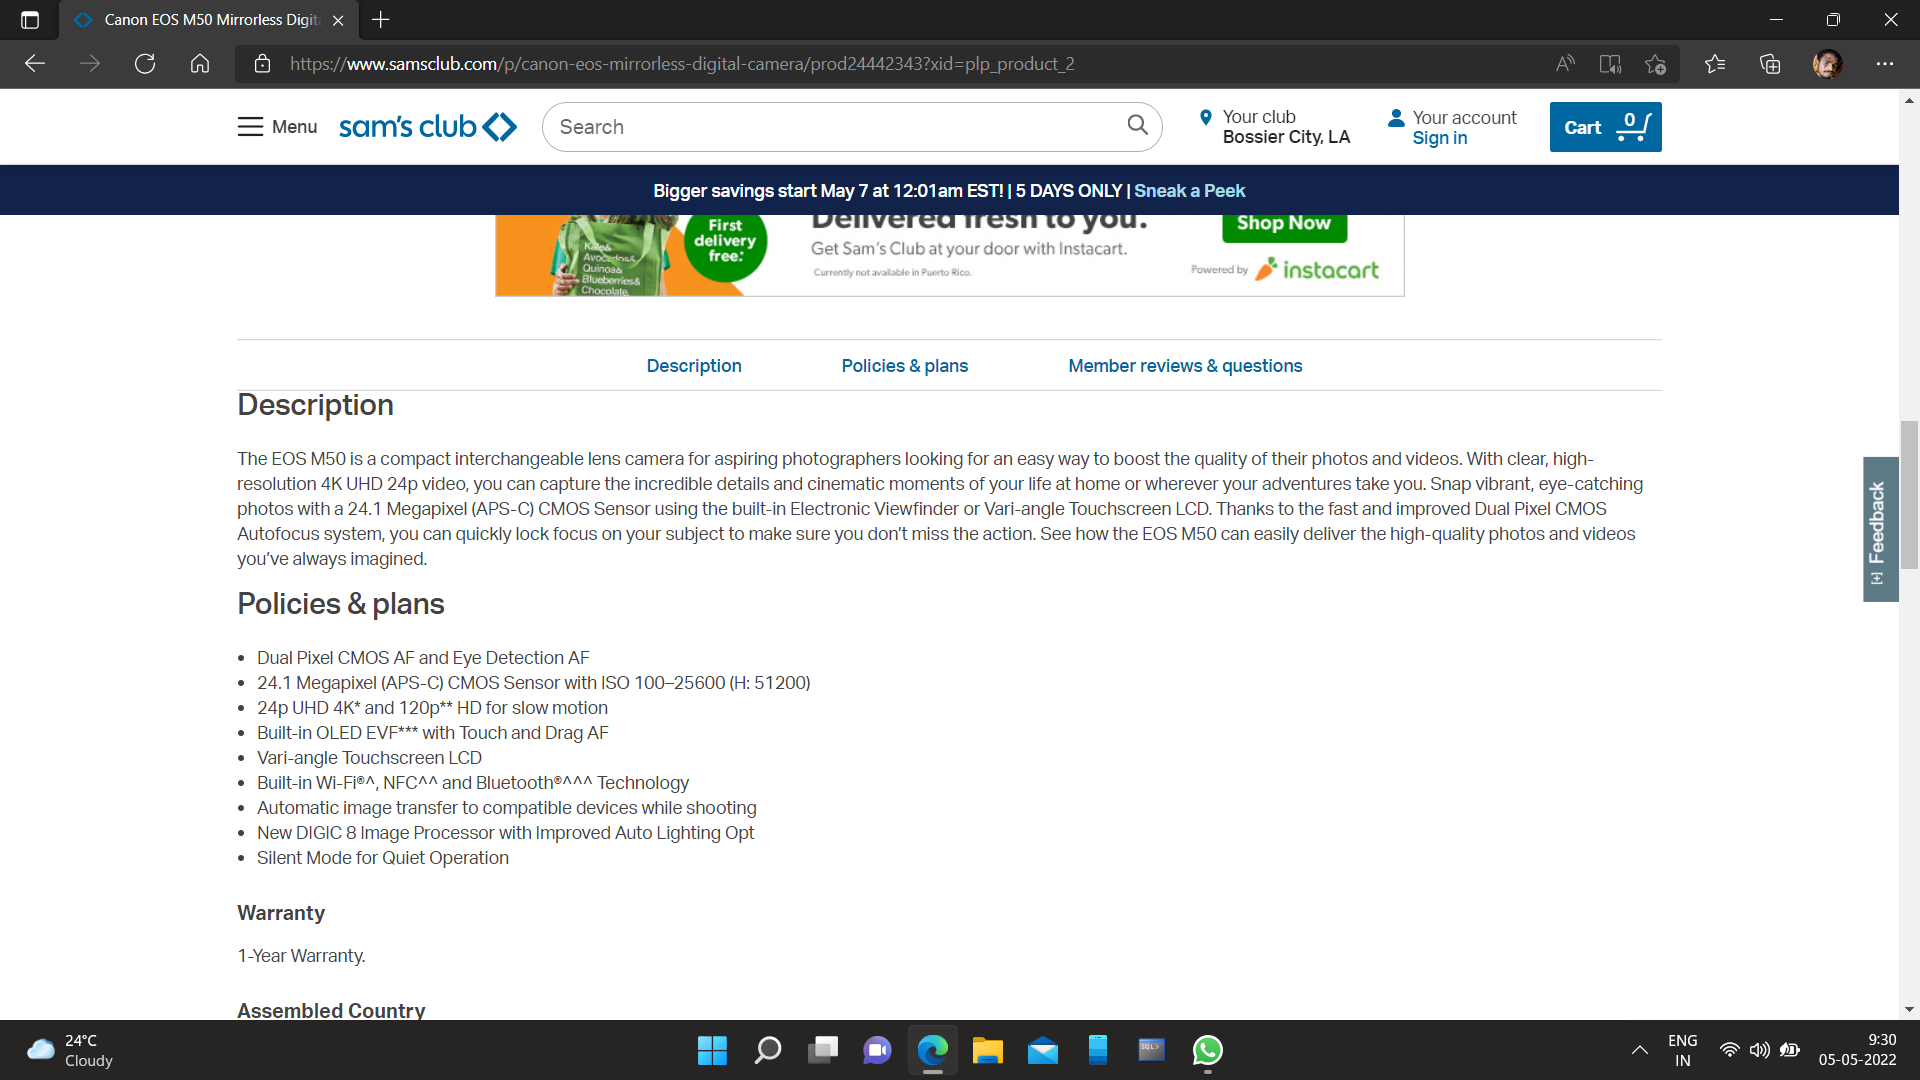 Canon EOS M50 Mirrorless Digit
https://www.samsclub.com/p/canon-eos-mirrorless-digital-camera/prod24442343?xid=plp_product_2
Menu
sam's club
Search
Your club
Bossier City, LA
Your account
Sign in
Cart
0
Bigger savings start May 7 at 12:01am EST! | 5 DAYS ONLY | Sneak a Peek
Kale&
Avocados&
Quinoa&
Blueberries&
Chocolate.
First
delivery
free.*
Delivered fresh to you.
Get Sam's Club at your door with Instacart.
Currently not available in Puerto Rico.
Shop Now
Powered by instacart
Description
Policies & plans
Member reviews & questions
Description
The EOS M50 is a compact interchangeable lens camera for aspiring photographers looking for an easy way to boost the quality of their photos and videos. With clear, high-
resolution 4K UHD 24p video, you can capture the incredible details and cinematic moments of your life at home or wherever your adventures take you. Snap vibrant, eye-catching
photos with a 24.1 Megapixel (APS-C) CMOS Sensor using the built-in Electronic Viewfinder or Vari-angle Touchscreen LCD. Thanks to the fast and improved Dual Pixel CMOS
Autofocus system, you can quickly lock focus on your subject to make sure you don't miss the action. See how the EOS M50 can easily deliver the high-quality photos and videos
you've always imagined.
Policies & plans
• Dual Pixel CMOS AF and Eye Detection AF
• 24.1 Megapixel (APS-C) CMOS Sensor with ISO 100–25600 (H: 51200)
• 24p UHD 4K* and 120p** HD for slow motion
• Built-in OLED EVF*** with Touch and Drag AF
• Vari-angle Touchscreen LCD
• Built-in Wi-Fi®^, NFC^^ and Bluetooth®^^^ Technology
• Automatic image transfer to compatible devices while shooting
• New DIGIC 8 Image Processor with Improved Auto Lighting Opt
• Silent Mode for Quiet Operation
Warranty
1-Year Warranty.
Assembled Country
[+] Feedback
24°C
Cloudy
SQL>
ENG
IN
9:30
05-05-2022